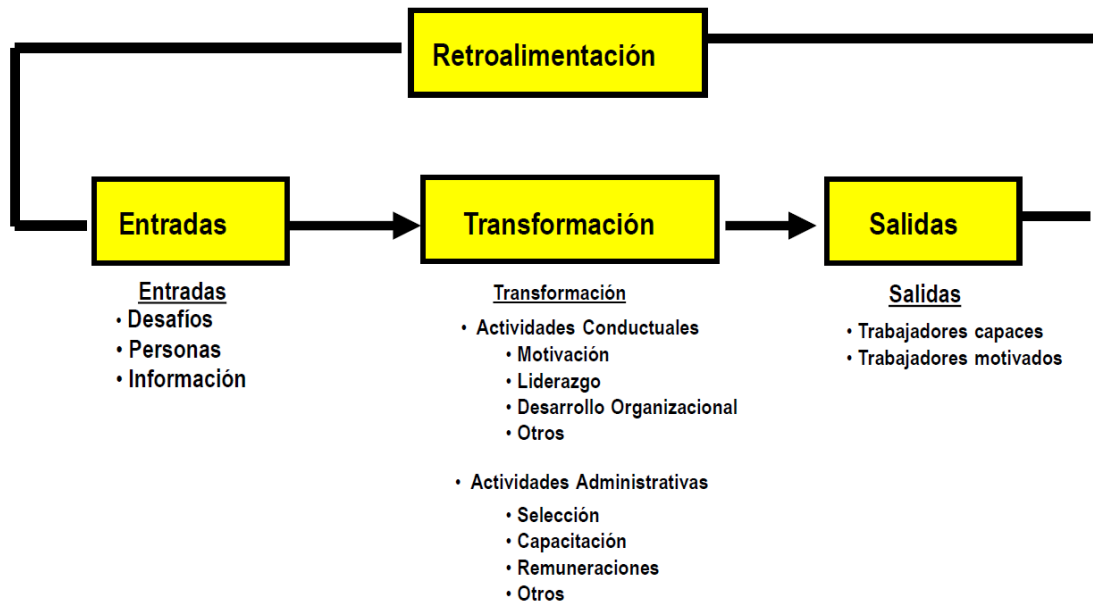 Retroalimentación
Entradas
Transformación
Salidas
Entradas
• Desafíos
• Personas
• Información
Transformación
• Actividades Conductuales
• Motivación
• Liderazgo
• Desarrollo Organizacional
• Otros
• Actividades Administrativas
• Selección
• Capacitación
• Remuneraciones
• Otros
Salidas
• Trabajadores capaces
• Trabajadores motivados